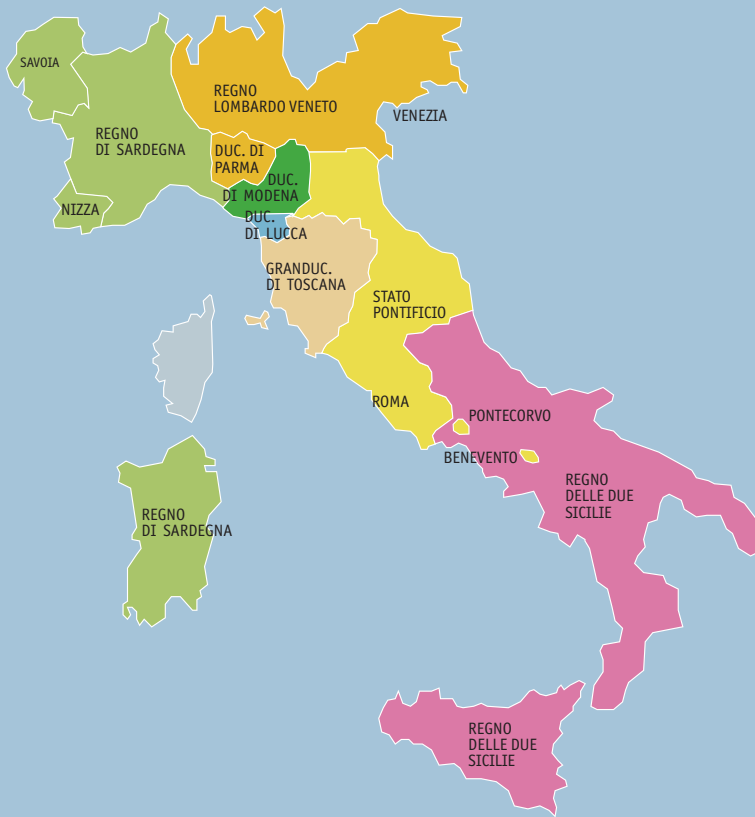 SAVOIA
REGNO
LOMBARDO VENETO
VENEZIA
REGNO
DI SARDEGNA
DUC. DI
PARMA
DUC.
DI MODENA
NIZZA
DUC.
DI LUCCA
GRANDUC.
DI TOSCANA
STATO
PONTIFICIO
ROMA
PONTECORVO
BENEVENTO
REGNO
DELLE DUE
SICILIE
REGNO
DI SARDEGNA
REGNO
DELLE DUE
SICILIE